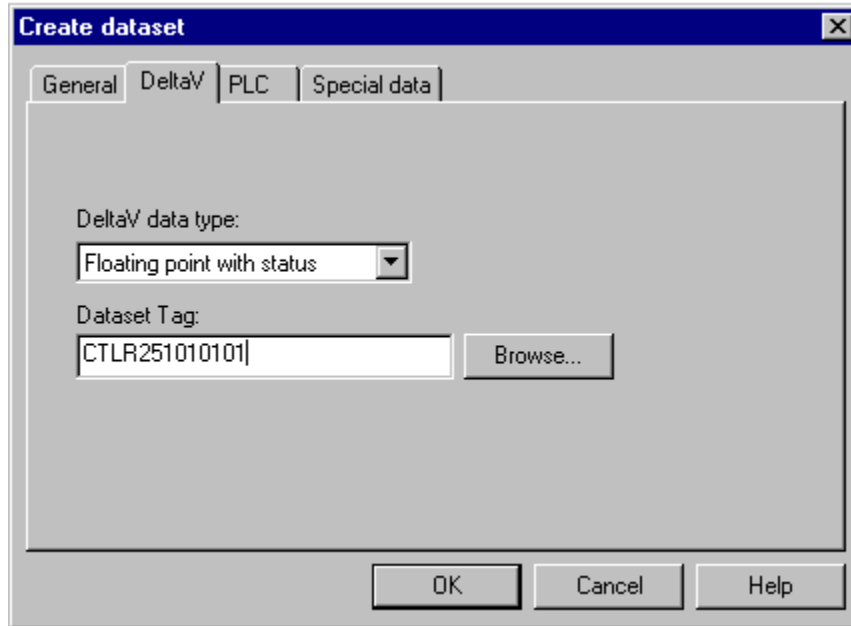 Create dataset
General DeltaV PLC Special data
DeltaV data type:
Floating point with status
Dataset Tag:
CTLR251010101
Browse...
OK Cancel Help